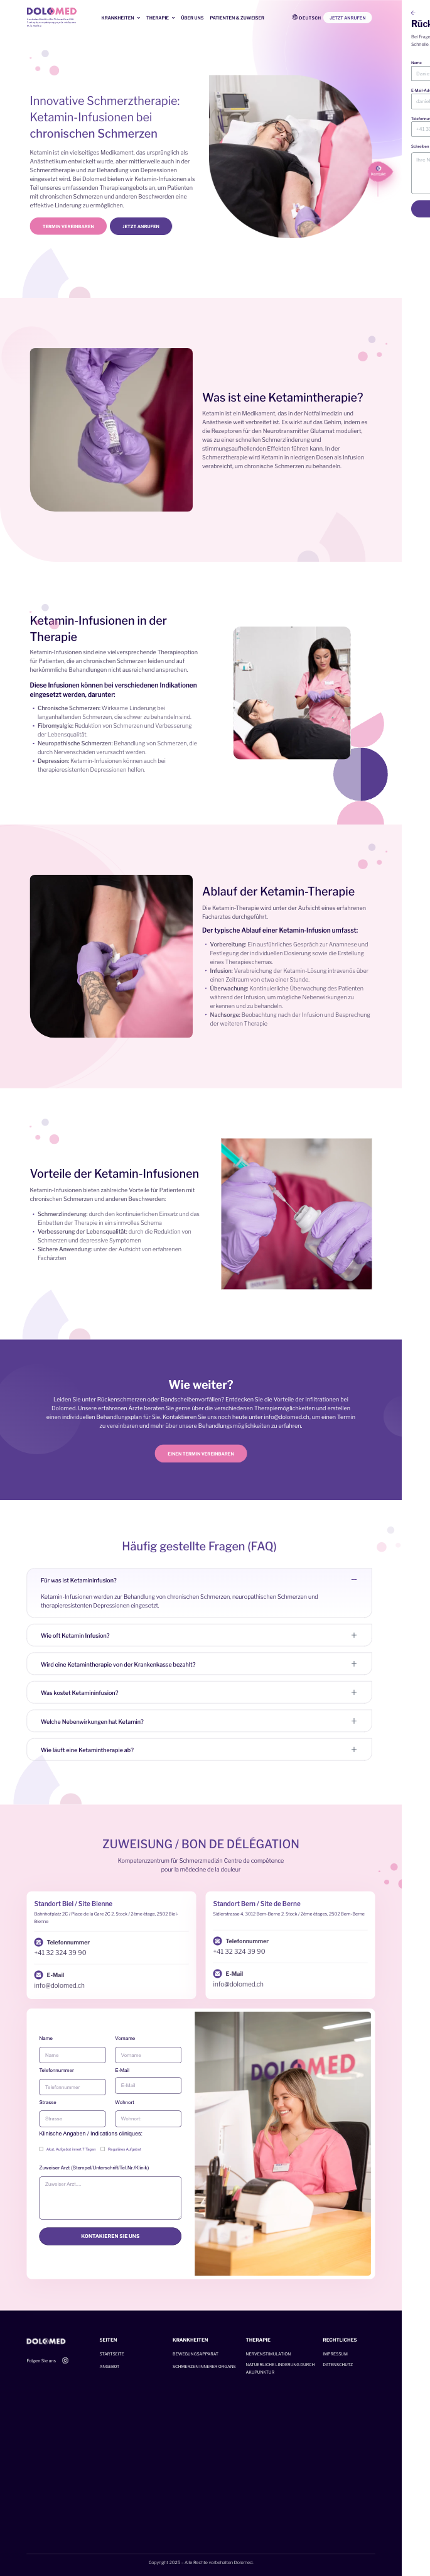 DOLOMED
KRANKHEITEN
THERAPIE
ÜBER UNS
PATIENTEN & ZUWEISER
DEUTSCH
JETZT ANRUFEN
Innovative Schmerztherapie:
Ketamin-Infusionen bei
chronischen Schmerzen
Ketamin ist ein vielseitiges Medikament, das ursprünglich als
Anästhetikum entwickelt wurde, aber mittlerweile auch in der
Schmerztherapie und zur Behandlung von Depressionen
eingesetzt wird. Bei Dolomed bieten wir Ketamin-Infusionen als
Teil unseres umfassenden Therapieangebots an, um Patienten
mit chronischen Schmerzen und anderen Beschwerden eine
effektive Linderung zu ermöglichen.
TERMIN VEREINBAREN
JETZT ANRUFEN
Name
Was ist eine Ketamintherapie?
Ketamin ist ein Medikament, das in der Notfallmedizin und
Anästhesie weit verbreitet ist. Es wirkt auf das Gehirn, indem es
die Rezeptoren für den Neurotransmitter Glutamat moduliert,
was zu einer schnellen Schmerzlinderung und
stimmungsaufhellenden Effekten führen kann. In der
Schmerztherapie wird Ketamin in niedrigen Dosen als Infusion
verabreicht, um chronische Schmerzen zu behandeln.
Ketamin-Infusionen in der
Therapie
Ketamin-Infusionen sind eine vielversprechende Therapieoption
für Patienten, die an chronischen Schmerzen leiden und auf
herkömmliche Behandlungen nicht ausreichend ansprechen.
Diese Infusionen können bei verschiedenen Indikationen
eingesetzt werden, darunter:
• Chronische Schmerzen: Wirksame Linderung bei
langanhaltenden Schmerzen, die schwer zu behandeln sind.
• Fibromyalgie: Reduktion von Schmerzen und Verbesserung
der Lebensqualität.
• Neuropathische Schmerzen: Behandlung von Schmerzen, die
durch Nervenschäden verursacht werden.
• Depression: Ketamin-Infusionen können auch bei
therapieresistenten Depressionen helfen.
Ablauf der Ketamin-Therapie
Die Ketamin-Therapie wird unter der Aufsicht eines erfahrenen
Facharztes durchgeführt.
Der typische Ablauf einer Ketamin-Infusion umfasst:
• Vorbereitung: Ein ausführliches Gespräch zur Anamnese und
Festlegung der individuellen Dosierung sowie die Erstellung
eines Therapieschemas.
• Infusion: Verabreichung der Ketamin-Lösung intravenös über
einen Zeitraum von etwa einer Stunde.
• Überwachung: Kontinuierliche Überwachung des Patienten
während der Infusion, um mögliche Nebenwirkungen zu
erkennen und zu behandeln.
• Nachsorge: Beobachtung nach der Infusion und Besprechung
der weiteren Therapie
Vorteile der Ketamin-Infusionen
Ketamin-Infusionen bieten zahlreiche Vorteile für Patienten mit
chronischen Schmerzen und anderen Beschwerden:
• Schmerzlinderung: durch den kontinuierlichen Einsatz und das
Einbetten der Therapie in ein sinnvolles Schema
• Verbesserung der Lebensqualität: durch die Reduktion von
Schmerzen und depressive Symptomen
• Sichere Anwendung: unter der Aufsicht von erfahrenen
Fachärzten
Wie weiter?
Leiden Sie unter Rückenschmerzen oder Bandscheibenvorfällen? Entdecken Sie die Vorteile der Infiltrationen bei
Dolomed. Unsere erfahrenen Ärzte beraten Sie gerne über die verschiedenen Therapiemöglichkeiten und erstellen
einen individuellen Behandlungsplan für Sie. Kontaktieren Sie uns noch heute unter info@dolomed.ch, um einen Termin
zu vereinbaren und mehr über unsere Behandlungsmöglichkeiten zu erfahren.
EINEN TERMIN VEREINBAREN
Häufig gestellte Fragen (FAQ)
Für was ist Ketamininfusion?
Ketamin-Infusionen werden zur Behandlung von chronischen Schmerzen, neuropathischen Schmerzen und
therapieresistenten Depressionen eingesetzt.
Wie oft Ketamin Infusion?
Wird eine Ketamintherapie von der Krankenkasse bezahlt?
Was kostet Ketamininfusion?
Welche Nebenwirkungen hat Ketamin?
Wie läuft eine Ketamintherapie ab?
ZUWEISUNG / BON DE DÉLÉGATION
Kompetenzzentrum für Schmerzmedizin Centre de compétence
pour la médecine de la douleur
Standort Biel / Site Bienne
Bahnhofplatz 2C / Place de la Gare 2C 2. Stock / 2ème étage, 2502 Biel-
Bienne
Telefonnummer
+41 32 324 39 90
E-Mail
info@dolomed.ch
Standort Bern / Site de Berne
Telefonnummer
+41 32 324 39 90
E-Mail
info@dolomed.ch
Name
Vorname
Name
Vorname
Telefonnummer
E-Mail
Telefonnummer
E-Mail
Strasse
Wohnort
Strasse
Wohnort
Klinische Angaben / Indications cliniques:
Akut, Aufgebot innert 7 Tagen
Reguläres Aufgebot
Zuweiser Arzt (Stempel/Unterschrift/Tel.Nr./Klinik)
Zuweiser Arzt ...
KONTAKIEREN SIE UNS
DOLOMED
DOLOMED
Folgen Sie uns
SEITEN
STARTSEITE
ANGEBOT
KRANKHEITEN
BEWEGUNGSAPPARAT
SCHMERZEN INNERER ORGANE
THERAPIE
NERVENSTIMULATION
NATUERLICHE LINDERUNG DURCH
AKUPUNKTUR
RECHTLICHES
IMPRESSUM
DATENSCHUTZ
Copyright 2025 - Alle Rechte vorbehalten Dolomed.